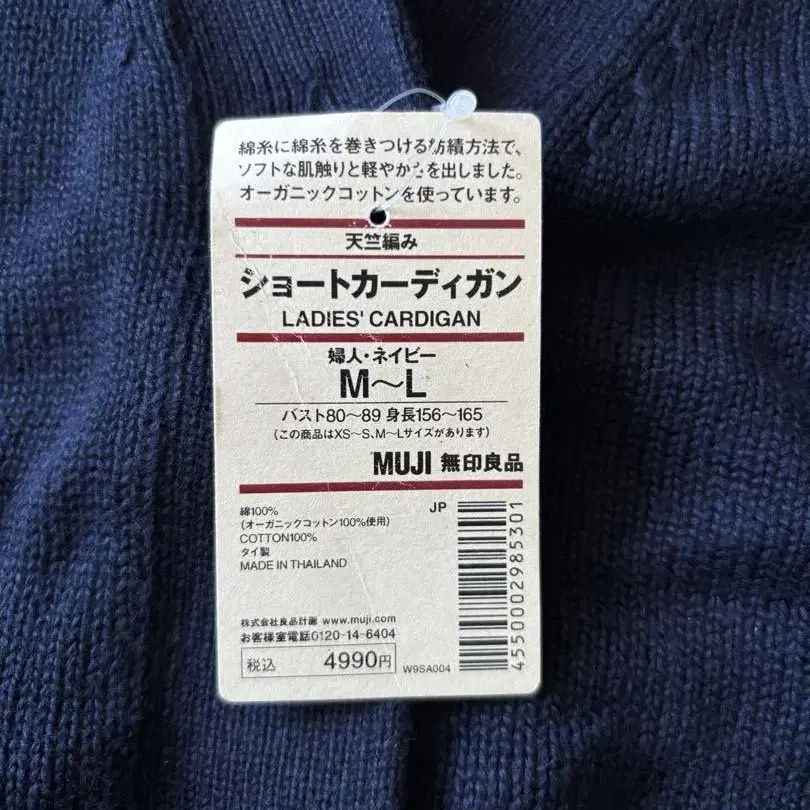 綿糸に綿糸を巻きつける紡績方法で、
ソフトな肌触りと軽やかさを出しました。
オーガニックコットンを使っています。
天竺編み
ショートカーディガン
LADIES' CARDIGAN
婦人・ネイビー
M〜L
バスト80〜89 身長156〜165
(この商品はXS〜S、M〜Lサイズがあります)
MUJI 無印良品
綿100%
(オーガニックコットン100%使用)
COTTON100%
タイ製
MADE IN THAILAND
JP
4550002985301
株式会社良品計画 www.muji.com
お客様室電話0120-14-6404
税込 4990円
W9SA004